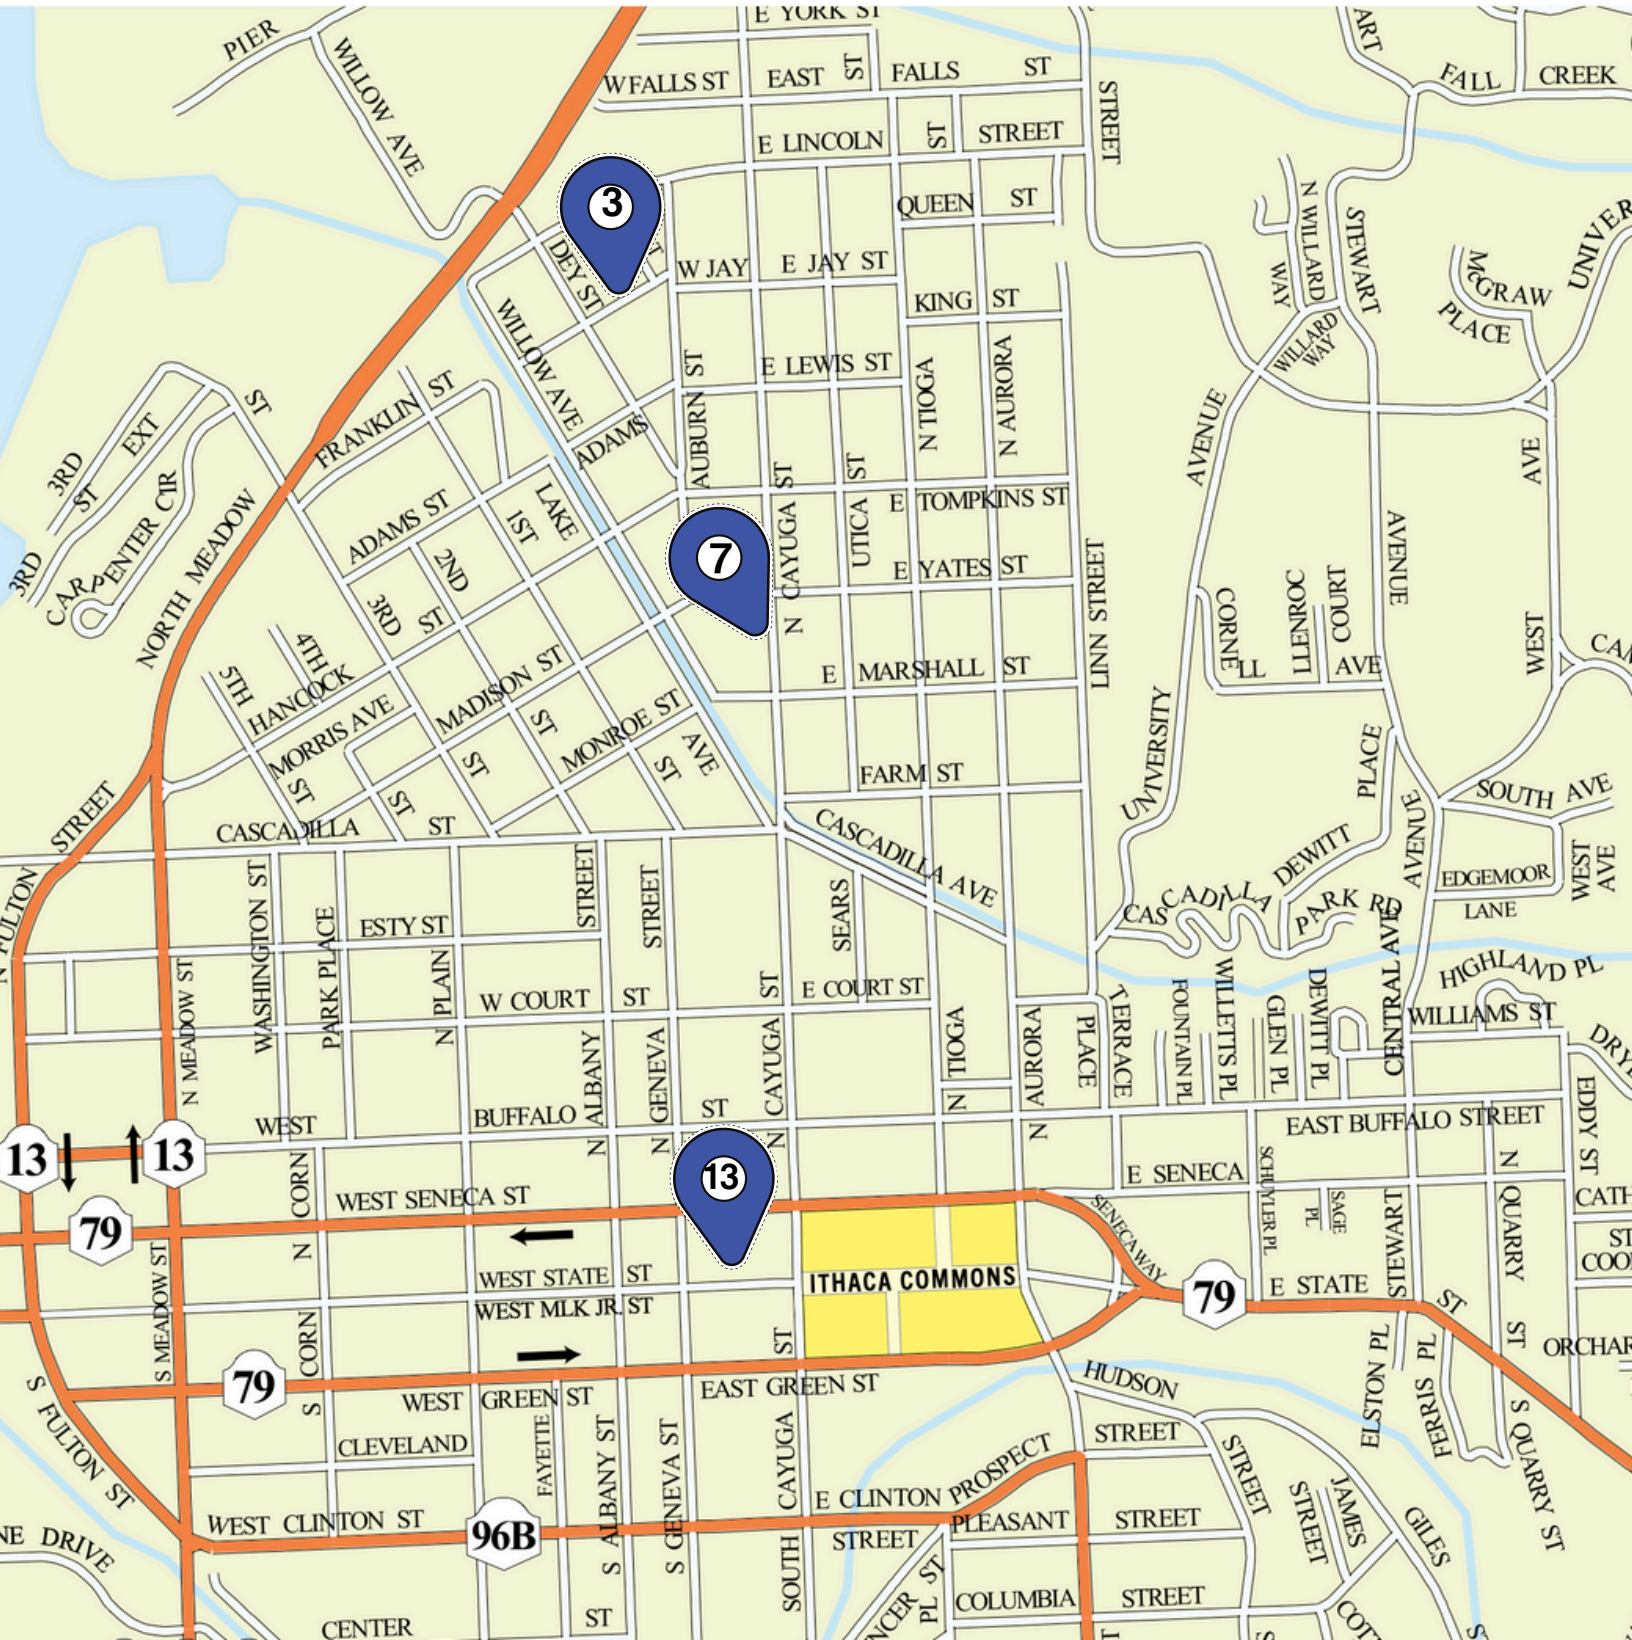 E YORK ST
PIER
WILLOW AVE
W FALLS ST
EAST
ST
FALLS
ST
FALL
CREEK
STREET
E LINCOLN
ST
STREET
3
QUEEN
ST
N WILLARD
WAY
STEWART
McGRAW
PLACE
DEY ST
W JAY
E JAY ST
KING ST
WILLARD
WAY
WILLOW AVE
AUBURN ST
E LEWIS ST
N TIOGA
N AURORA
3RD
ST
EXT
ST
FRANKLIN ST
ADAMS
AVENUE
AVE
3RD
CARPENTER CIR
NORTH MEADOW
ADAMS ST
1ST
LAKE
N CAYUGA ST
UTICA ST
E TOMPKINS ST
AVENUE
7
2ND
3RD
ST
E YATES ST
LINN STREET
CORNELL
AVE
LLENROC
COURT
WEST
5TH
4TH
HANCOCK
MORRIS AVE
MADISON ST
ST
E MARSHALL ST
MONROE ST
AVE
ST
ST
ST
ST
FARM ST
UNIVERSITY
PLACE
SOUTH AVE
STREET
CASCADILLA ST
CASCADILLA AVE
DEWITT
AVENUE
EDGEMOOR
LANE
WEST
AVE
N FULTON
WASHINGTON ST
PARK PLACE
ESTY ST
STREET
STREET
SEARS
CASCADILLA
PARK RD
CENTRAL AVE
HIGHLAND PL
N MEADOW ST
N PLAIN
W COURT ST
ST
E COURT ST
FOUNTAIN PL
WILLETTS PL
GLEN PL
DEWITT PL
WILLIAMS ST
N ALBANY
N GENEVA
N CAYUGA
N TIOGA
N AURORA
TERRACE
PLACE
EDDY ST
WEST
BUFFALO
ST
EAST BUFFALO STREET
13
13
13
N CORN
WEST SENECA ST
E SENECA
SCHUYLER PL
SAGE
PL
STEWART
N QUARRY ST
SENECA WAY
79
S MEADOW ST
WEST STATE ST
WEST MLK JR. ST
ITHACA COMMONS
79
E STATE
ST
S CORN
ST
79
WEST GREEN ST
EAST GREEN ST
HUDSON
ELSTON PL
FERRIS PL
S QUARRY ST
S FULTON ST
CLEVELAND
FAYETTE
S ALBANY ST
S GENEVA ST
SOUTH CAYUGA
STREET
STREET
STREET
JAMES
GILES
WEST CLINTON ST
96B
E CLINTON
STREET
PROSPECT
PLEASANT
STREET
DRIVE
ST
PL
COLUMBIA
STREET
CENTER
ST